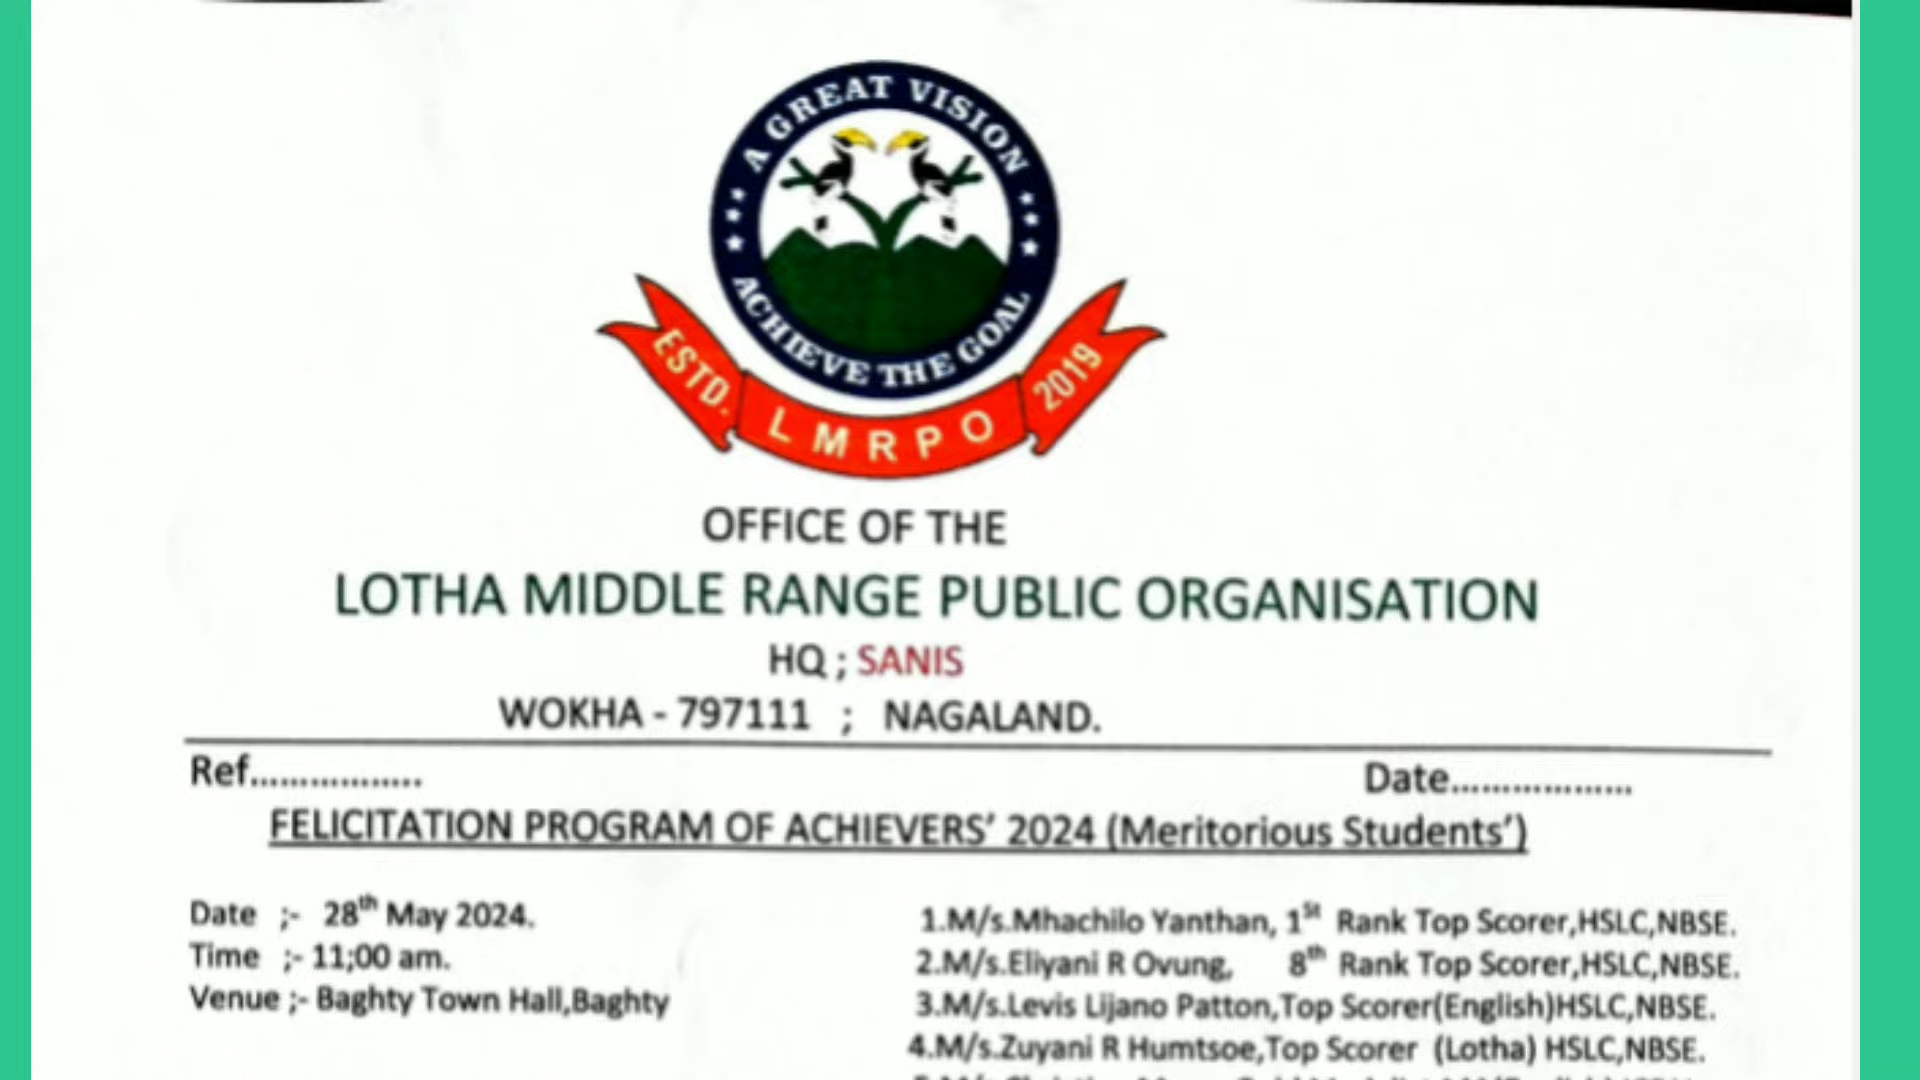 A GREAT VISION
ACHIEVE THE GOAL
ESTD. LMRPO 2019
OFFICE OF THE
LOTHA MIDDLE RANGE PUBLIC ORGANISATION
HQ ; SANIS
WOKHA - 797111 ; NAGALAND.
Ref.................
Date..................
FELICITATION PROGRAM OF ACHIEVERS’ 2024 (Meritorious Students’)
Date ;- 28th May 2024.
Time ;- 11;00 am.
Venue ;- Baghty Town Hall,Baghty
1.M/s.Mhachilo Yanthan, 1St Rank Top Scorer,HSLC,NBSE.
2.M/s.Eliyani R Ovung, 8th Rank Top Scorer,HSLC,NBSE.
3.M/s.Levis Lijano Patton,Top Scorer(English)HSLC,NBSE.
4.M/s.Zuyani R Humtsoe,Top Scorer (Lotha) HSLC,NBSE.